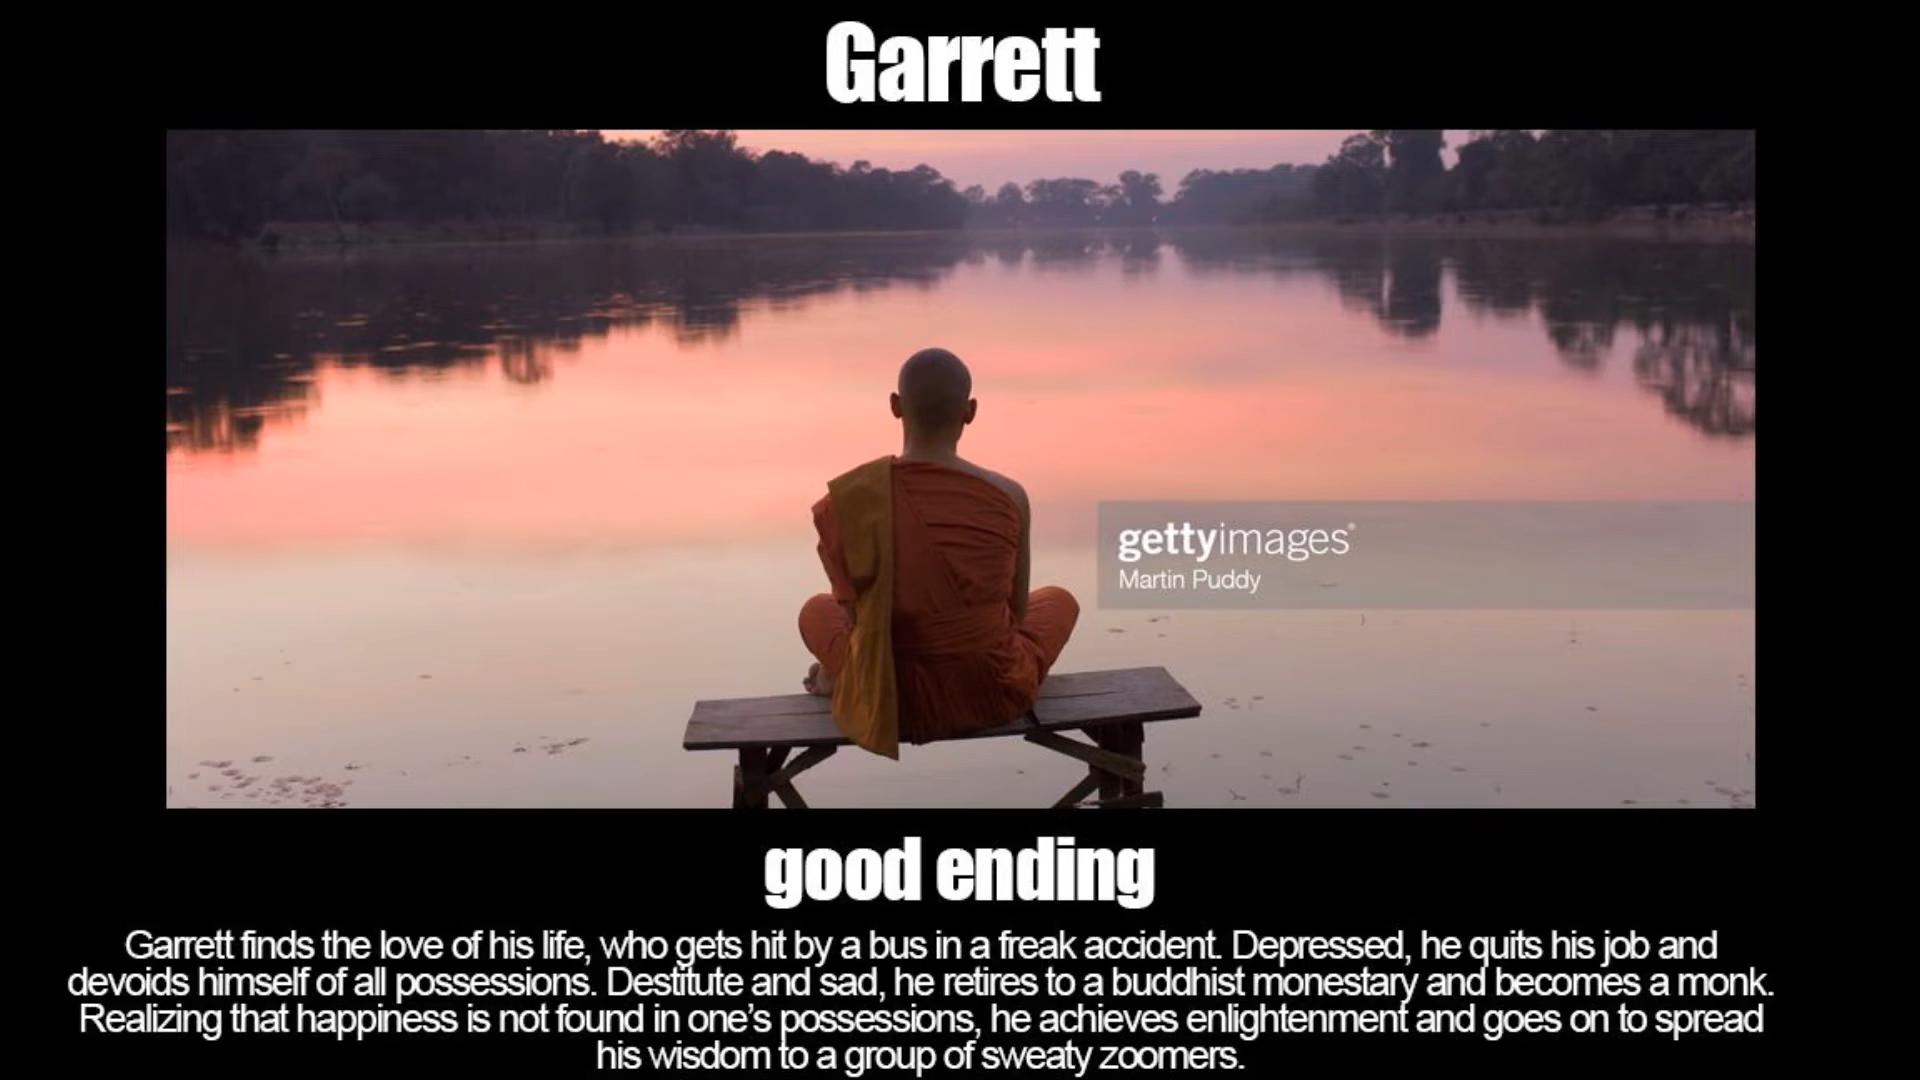 Garrett
gettyimages®
Martin Puddy
good ending
Garrett finds the love of his life, who gets hit by a bus in a freak accident. Depressed, he quits his job and
devoids himself of all possessions. Destitute and sad, he retires to a buddhist monestary and becomes a monk.
Realizing that happiness is not found in one’s possessions, he achieves enlightenment and goes on to spread
his wisdom to a group of sweaty zoomers.